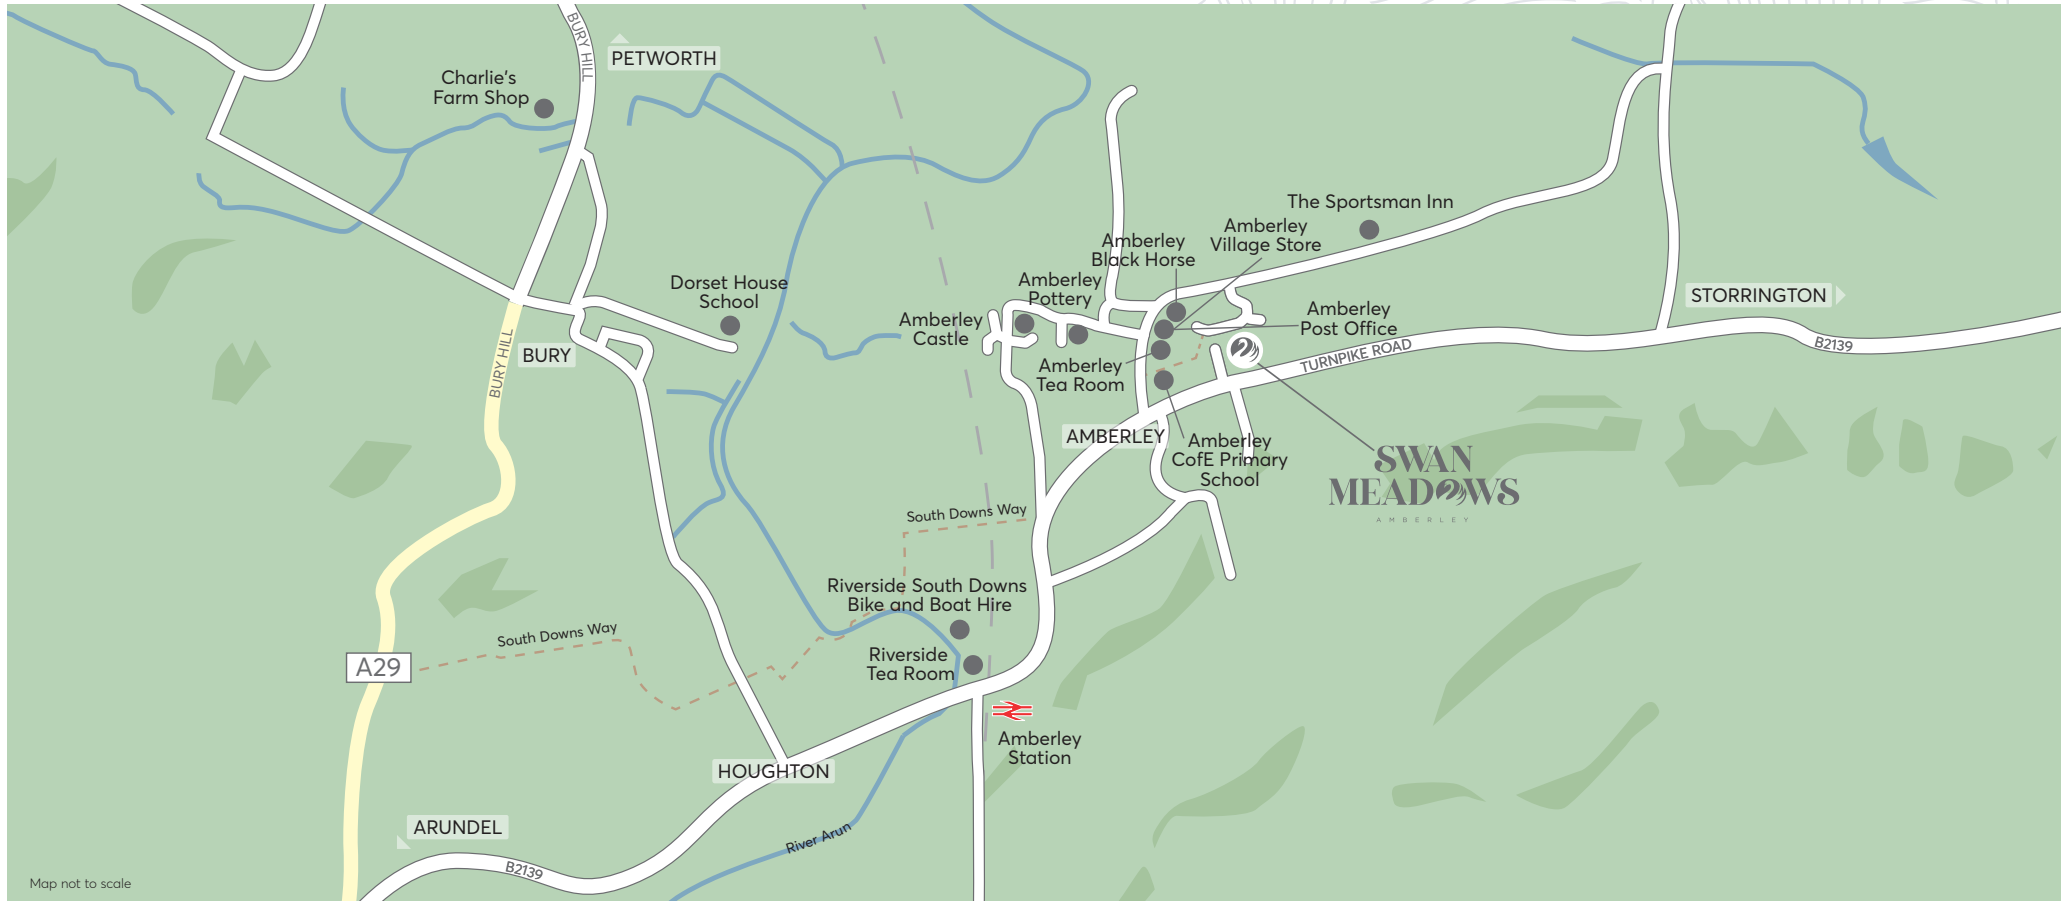 BURY HILL
PETWORTH
Charlie's
Farm Shop
The Sportsman Inn
Amberley
Village Store
Amberley
Black Horse
Amberley
Pottery
Dorset House
School
STORRINGTON
Amberley
Post Office
Amberley
Castle
BURY
BURY HILL
Amberley
Tea Room
TURNPIKE ROAD
B2139
AMBERLEY
Amberley
CofE Primary
School
SWAN
MEADOWS
AMBERLEY
South Downs Way
Riverside South Downs
Bike and Boat Hire
South Downs Way
A29
Riverside
Tea Room
Amberley
Station
HOUGHTON
ARUNDEL
River Arun
B2139
Map not to scale